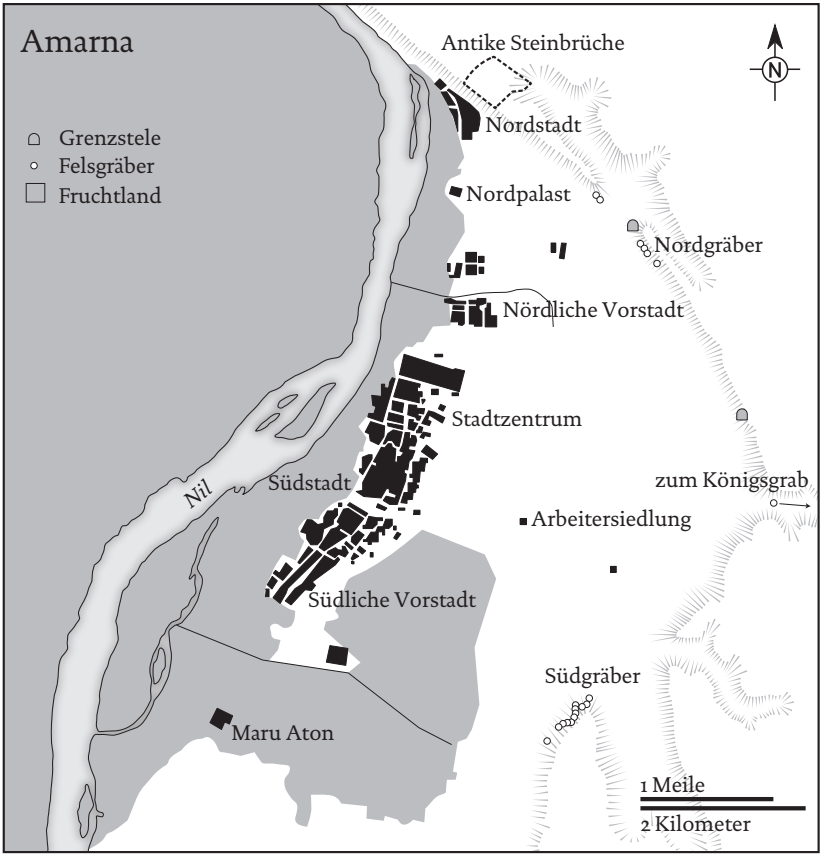 Amarna
Antike Steinbrüche
N
Nordstadt
Grenzstele
Felsgräber
Fruchtland
Nordpalast
Nordgräber
Nördliche Vorstadt
Stadtzentrum
zum Königsgrab
Südstadt
Nil
Arbeitersiedlung
Südliche Vorstadt
Südgräber
Maru Aton
1 Meile
2 Kilometer